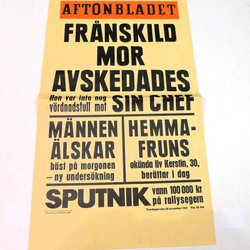 AFTONBLADET
FRÅNSKILD
MOR
AVSKEDADES
Hon var inte nog
vördnadsfull mot SIN CHEF
MÄNNEN
ÄLSKAR
bäst på morgonen
— ny undersökning
HEMMA-
FRUNS
okända liv Kerstin, 30,
berättar i dag
SPUTNIK vann 100 000 kr
på rallysegern